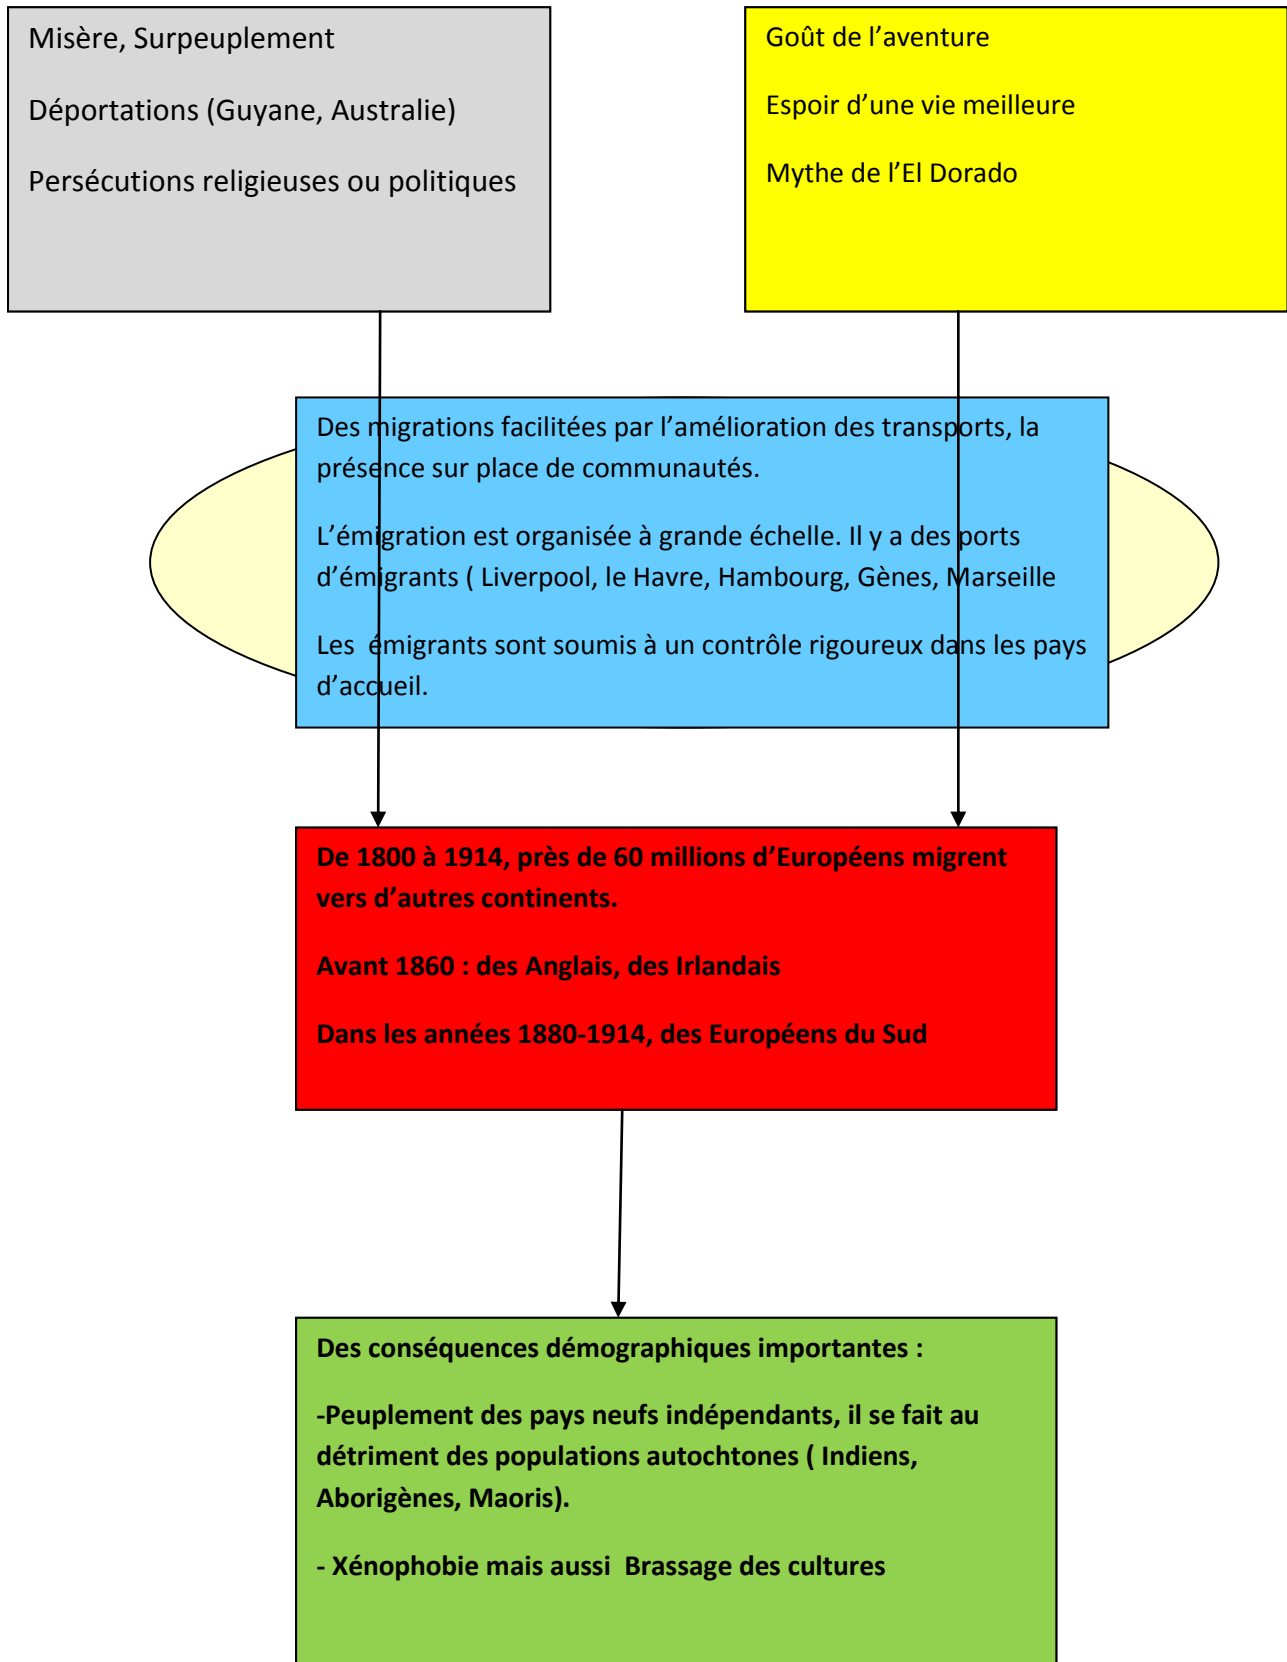 Misère, Surpeuplement
Déportations (Guyane, Australie)
Persécutions religieuses ou politiques
Goût de l’aventure
Espoir d’une vie meilleure
Mythe de l’El Dorado
Des migrations facilitées par l’amélioration des transports, la
présence sur place de communautés.
L’émigration est organisée à grande échelle. Il y a des ports
d’émigrants ( Liverpool, le Havre, Hambourg, Gènes, Marseille
Les  émigrants sont soumis à un contrôle rigoureux dans les pays
d’accueil.
De 1800 à 1914, près de 60 millions d’Européens migrent
vers d’autres continents.
Avant 1860 : des Anglais, des Irlandais
Dans les années 1880-1914, des Européens du Sud
Des conséquences démographiques importantes :
-Peuplement des pays neufs indépendants, il se fait au
détriment des populations autochtones ( Indiens,
Aborigènes, Maoris).
- Xénophobie mais aussi  Brassage des cultures